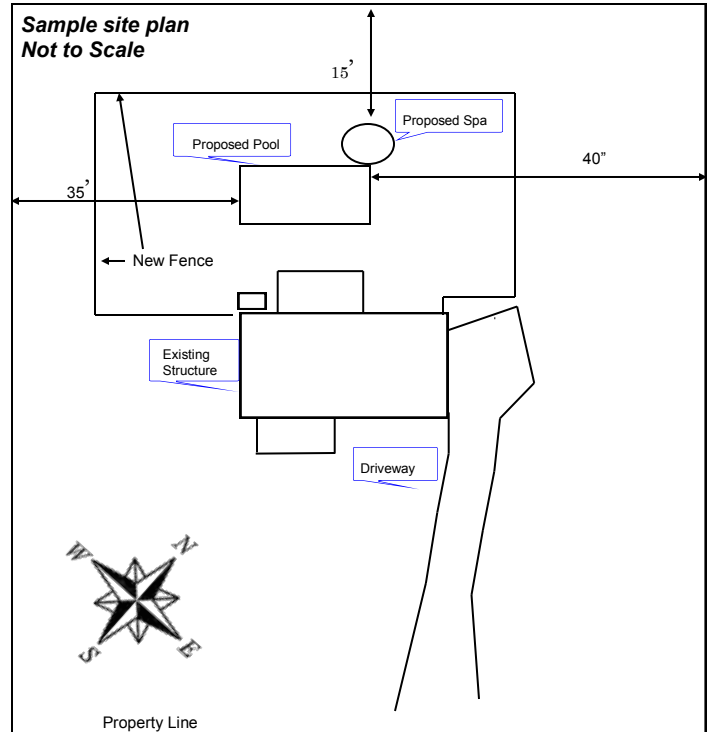 Sample site plan
Not to Scale
15’
Proposed Spa
Proposed Pool
40”
35’
New Fence
Existing
Structure
Driveway
W
N
S
E
Property Line